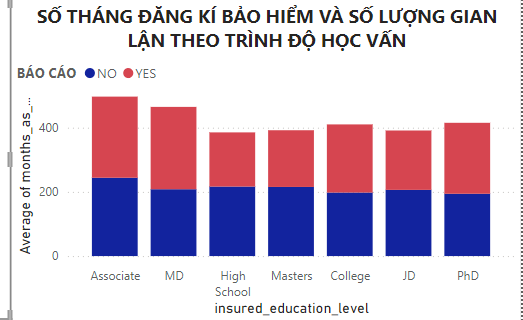 SỐ THÁNG ĐĂNG KÍ BẢO HIỂM VÀ SỐ LƯỢNG GIAN
LẬN THEO TRÌNH ĐỘ HỌC VẤN
BÁO CÁO NO YES
Average of months_as_...
400
200
0
Associate MD High School Masters College JD PhD
insured_education_level